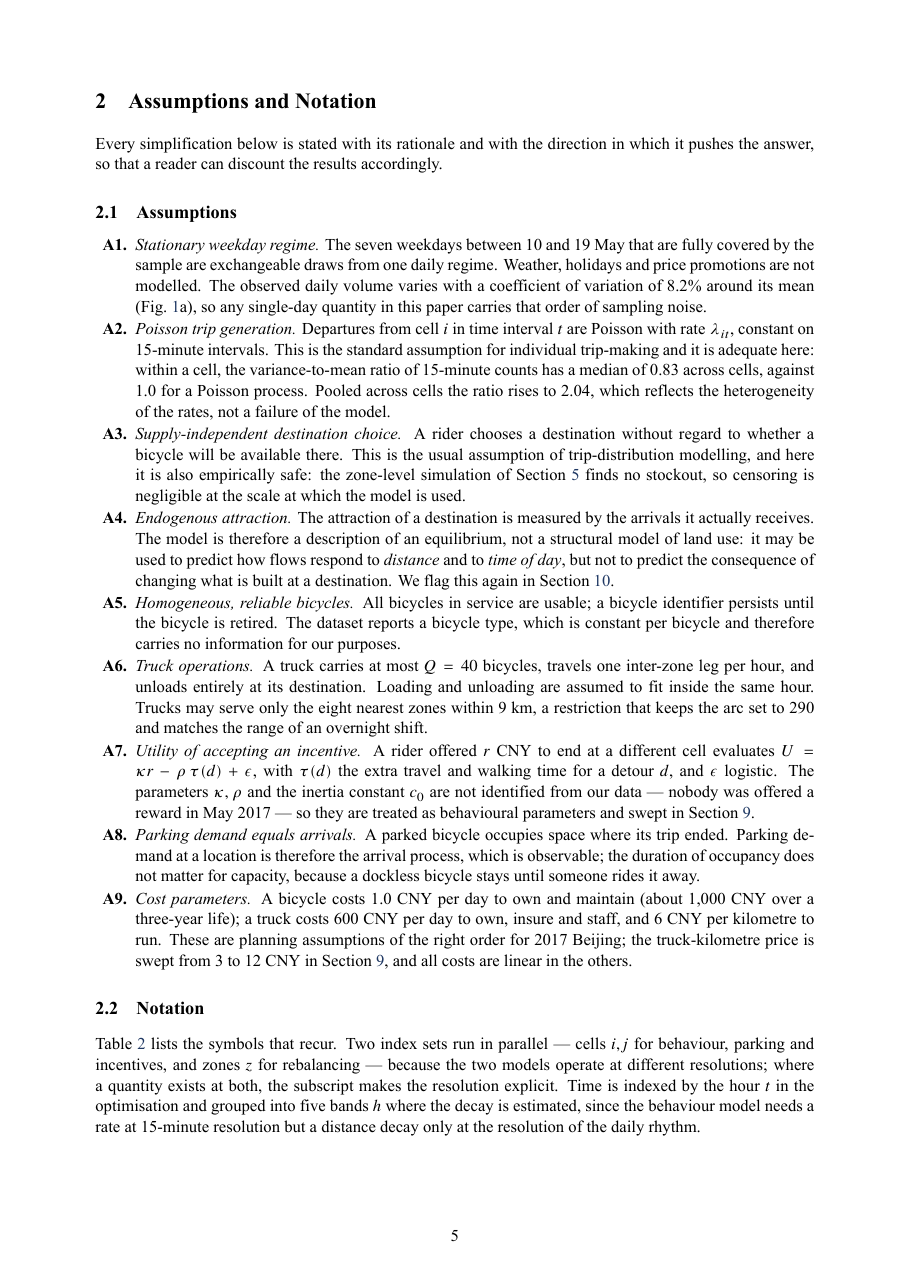 2 Assumptions and Notation
Every simplification below is stated with its rationale and with the direction in which it pushes the answer,
so that a reader can discount the results accordingly.
2.1 Assumptions
A1. Stationary weekday regime. The seven weekdays between 10 and 19 May that are fully covered by the
sample are exchangeable draws from one daily regime. Weather, holidays and price promotions are not
modelled. The observed daily volume varies with a coefficient of variation of 8.2% around its mean
(Fig. 1a), so any single-day quantity in this paper carries that order of sampling noise.
A2. Poisson trip generation. Departures from cell i in time interval t are Poisson with rate λit, constant on
15-minute intervals. This is the standard assumption for individual trip-making and it is adequate here:
within a cell, the variance-to-mean ratio of 15-minute counts has a median of 0.83 across cells, against
1.0 for a Poisson process. Pooled across cells the ratio rises to 2.04, which reflects the heterogeneity
of the rates, not a failure of the model.
A3. Supply-independent destination choice. A rider chooses a destination without regard to whether a
bicycle will be available there. This is the usual assumption of trip-distribution modelling, and here
it is also empirically safe: the zone-level simulation of Section 5 finds no stockout, so censoring is
negligible at the scale at which the model is used.
A4. Endogenous attraction. The attraction of a destination is measured by the arrivals it actually receives.
The model is therefore a description of an equilibrium, not a structural model of land use: it may be
used to predict how flows respond to distance and to time of day, but not to predict the consequence of
changing what is built at a destination. We flag this again in Section 10.
A5. Homogeneous, reliable bicycles. All bicycles in service are usable; a bicycle identifier persists until
the bicycle is retired. The dataset reports a bicycle type, which is constant per bicycle and therefore
carries no information for our purposes.
A6. Truck operations. A truck carries at most Q = 40 bicycles, travels one inter-zone leg per hour, and
unloads entirely at its destination. Loading and unloading are assumed to fit inside the same hour.
Trucks may serve only the eight nearest zones within 9 km, a restriction that keeps the arc set to 290
and matches the range of an overnight shift.
A7. Utility of accepting an incentive. A rider offered r CNY to end at a different cell evaluates U =
κr − ρ τ(d) + ϵ, with τ(d) the extra travel and walking time for a detour d, and ϵ logistic. The
parameters κ, ρ and the inertia constant c0 are not identified from our data — nobody was offered a
reward in May 2017 — so they are treated as behavioural parameters and swept in Section 9.
A8. Parking demand equals arrivals. A parked bicycle occupies space where its trip ended. Parking de-
mand at a location is therefore the arrival process, which is observable; the duration of occupancy does
not matter for capacity, because a dockless bicycle stays until someone rides it away.
A9. Cost parameters. A bicycle costs 1.0 CNY per day to own and maintain (about 1,000 CNY over a
three-year life); a truck costs 600 CNY per day to own, insure and staff, and 6 CNY per kilometre to
run. These are planning assumptions of the right order for 2017 Beijing; the truck-kilometre price is
swept from 3 to 12 CNY in Section 9, and all costs are linear in the others.
2.2 Notation
Table 2 lists the symbols that recur. Two index sets run in parallel — cells i, j for behaviour, parking and
incentives, and zones z for rebalancing — because the two models operate at different resolutions; where
a quantity exists at both, the subscript makes the resolution explicit. Time is indexed by the hour t in the
optimisation and grouped into five bands h where the decay is estimated, since the behaviour model needs a
rate at 15-minute resolution but a distance decay only at the resolution of the daily rhythm.
5